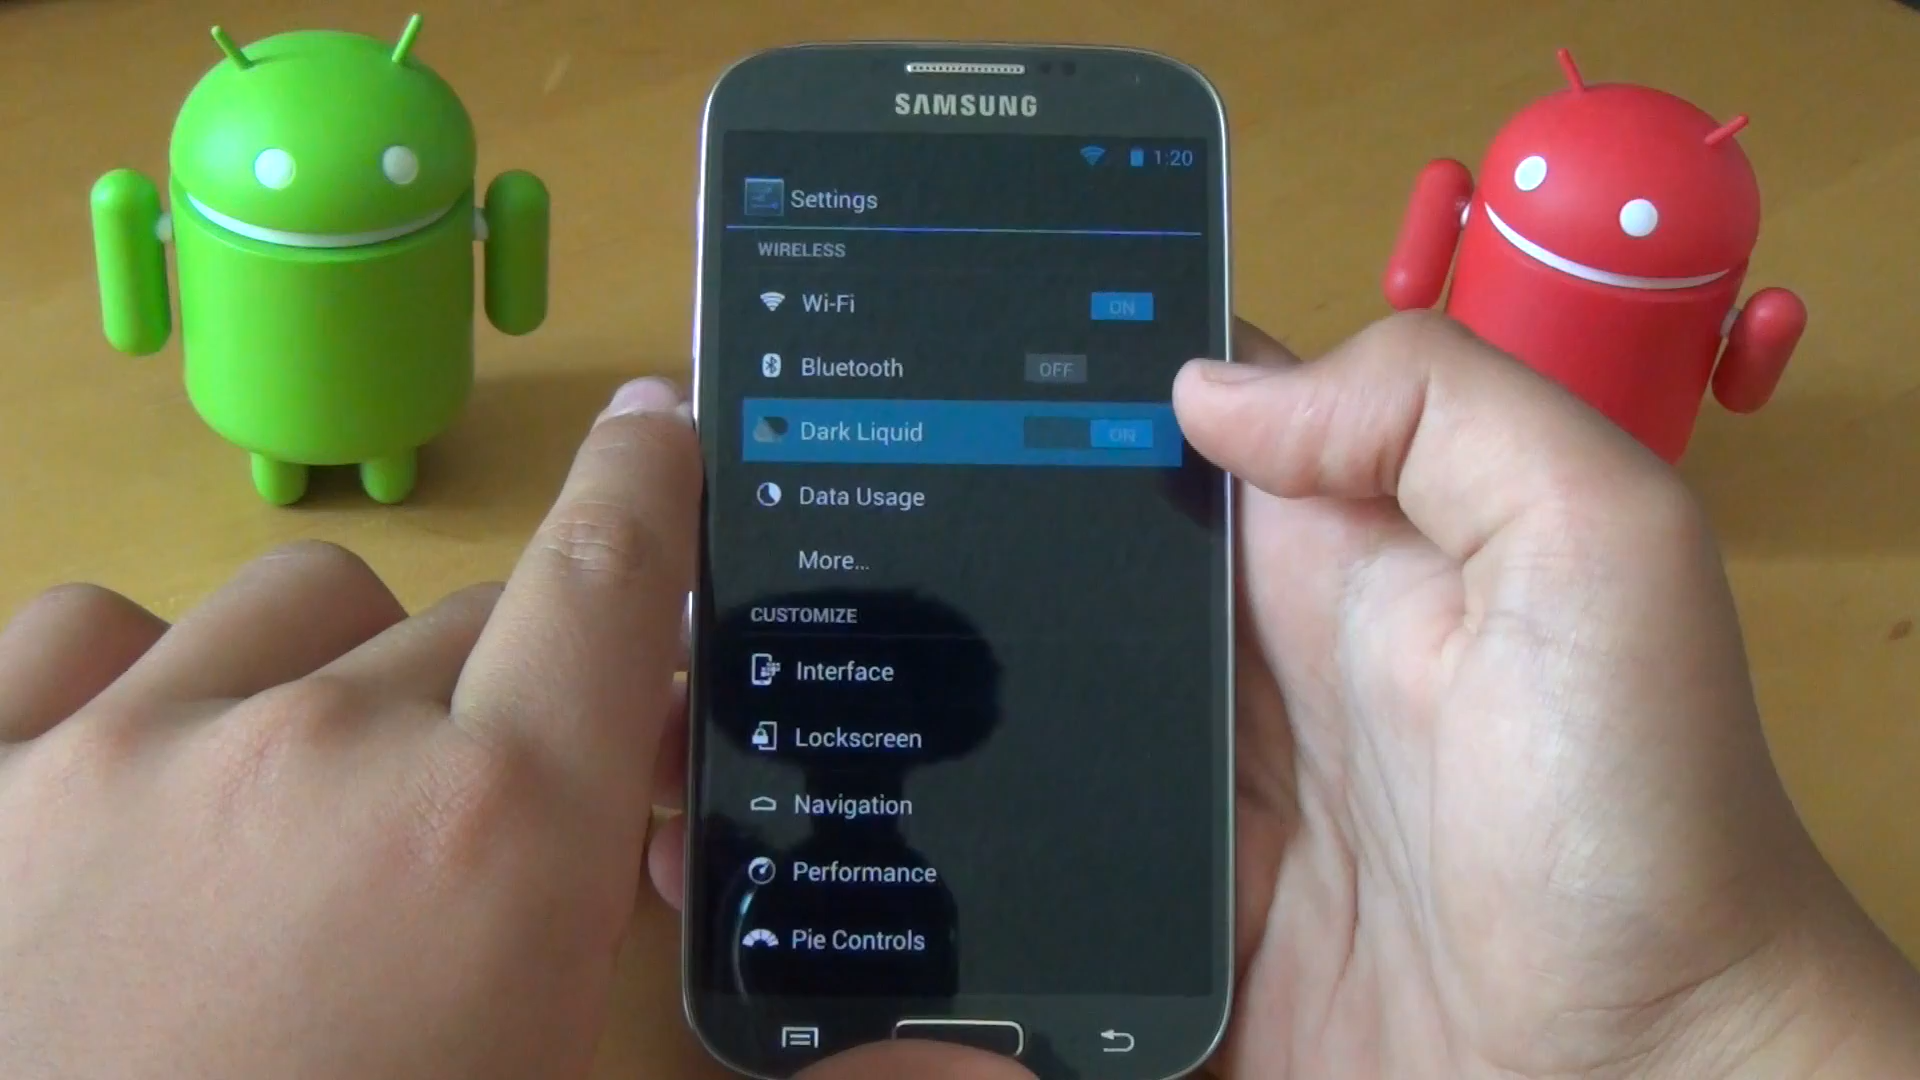 SAMSUNG
1:20
Settings
WIRELESS
Wi-Fi ON
Bluetooth OFF
Dark Liquid ON
Data Usage
More...
CUSTOMIZE
Interface
Lockscreen
Navigation
Performance
Pie Controls